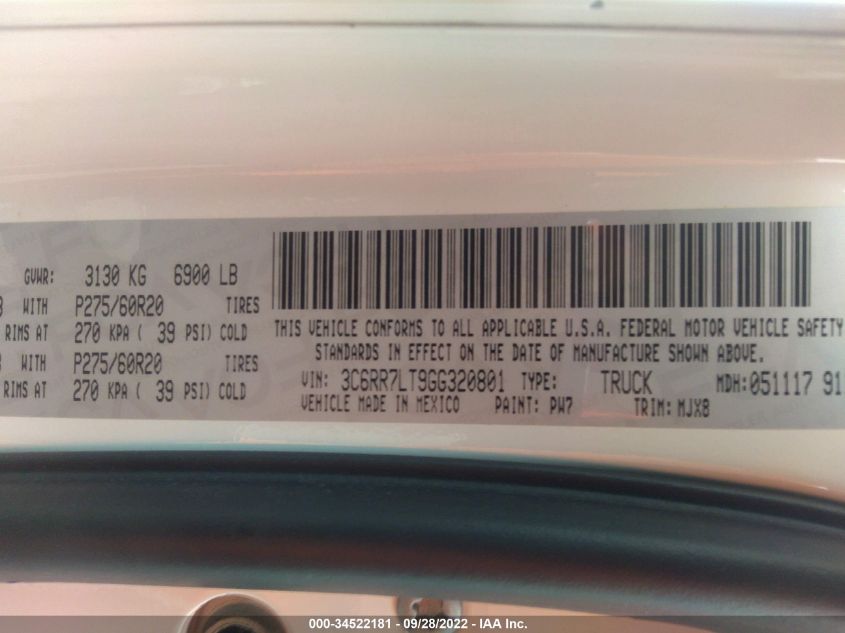 GVWR: 3130 KG 6900 LB
WITH P275/60R20 TIRES
RIMS AT 270 KPA ( 39 PSI) COLD
WITH P275/60R20 TIRES
RIMS AT 270 KPA ( 39 PSI) COLD
THIS VEHICLE CONFORMS TO ALL APPLICABLE U.S.A. FEDERAL MOTOR VEHICLE SAFETY
STANDARDS IN EFFECT ON THE DATE OF MANUFACTURE SHOWN ABOVE.
VIN: 3C6RR7LT9GG320801 TYPE: TRUCK MDH: 051117 91
VEHICLE MADE IN MEXICO PAINT: PW7 TRIM: MJX8
000-34522181 - 09/28/2022 - IAA Inc.